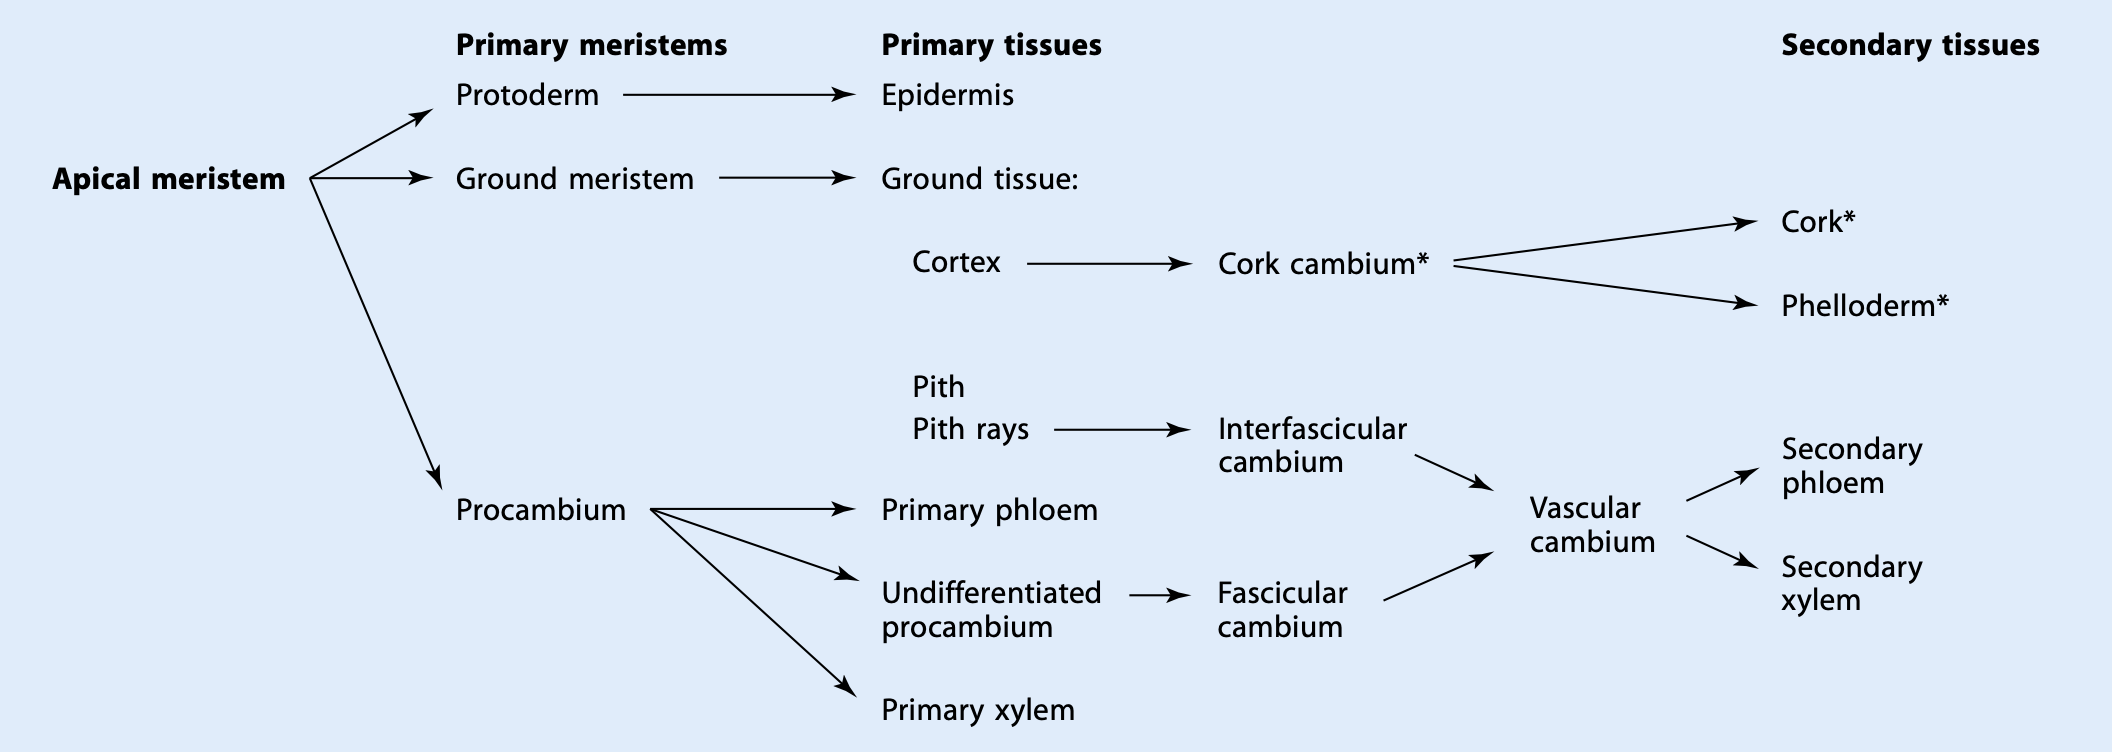 Primary meristems Primary tissues Secondary tissues
Protoderm Epidermis
Apical meristem Ground meristem Ground tissue:
Cork*
Cortex Cork cambium*
Phelloderm*
Pith
Pith rays Interfascicular
cambium
Secondary
phloem
Procambium Primary phloem Vascular
cambium
Secondary
xylem
Undifferentiated
procambium
Fascicular
cambium
Primary xylem